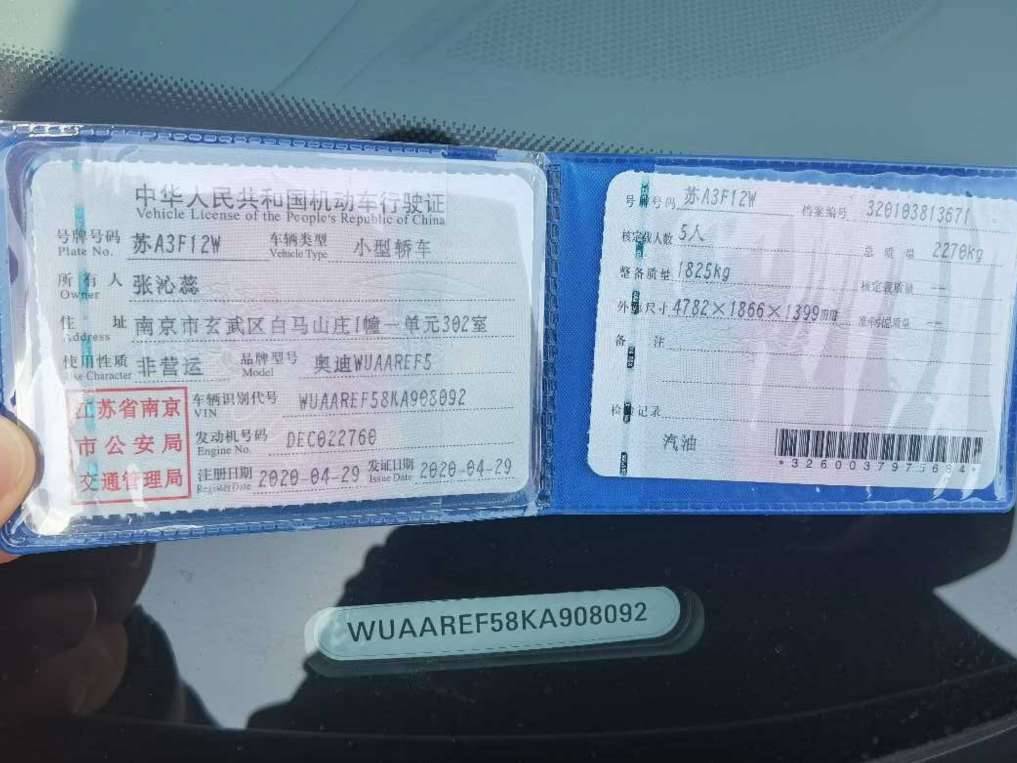 中华人民共和国机动车行驶证
Vehicle License of the People's Republic of China
号牌号码 苏A3F12W 车辆类型 小型轿车
Plate No. Vehicle Type
所有人 张沁蕊
Owner
住址 南京市玄武区白马山庄1幢一单元302室
Address
使用性质 非营运 品牌型号 奥迪WUAAREF5
Use Character Model
江苏省南京
市公安局
交通管理局
车辆识别代号 WUAAREF58KA908092
VIN
发动机号码 DEC022760
Engine No.
注册日期 2020-04-29 发证日期 2020-04-29
Register Date Issue Date
号牌号码 苏A3F12W 档案编号 320103813671
核定载人数 5人 总质量 2270kg
整备质量 1825kg 核定载质量 --
外廓尺寸 4782×1866×1399mm --
备注
检验记录
汽油
*3260037975684*
WUAAREF58KA908092